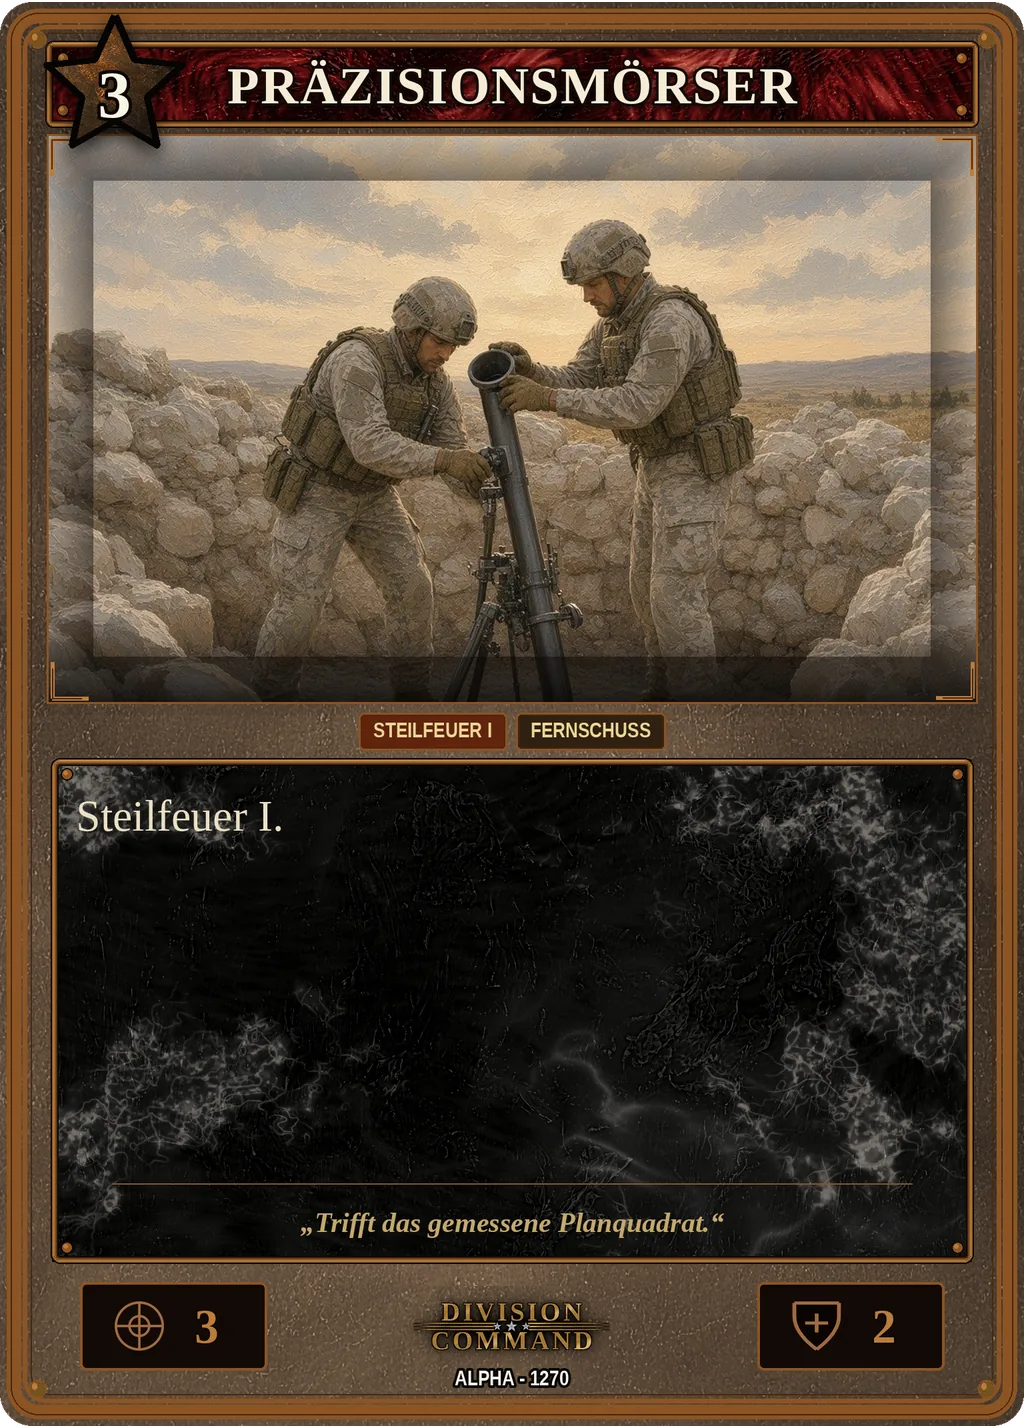 3
PRÄZISIONSMÖRSER
STEILFEUER I
FERNSCHUSS
Steilfeuer I.
„Trifft das gemessene Planquadrat.“
3
DIVISION
COMMAND
2
ALPHA - 1270